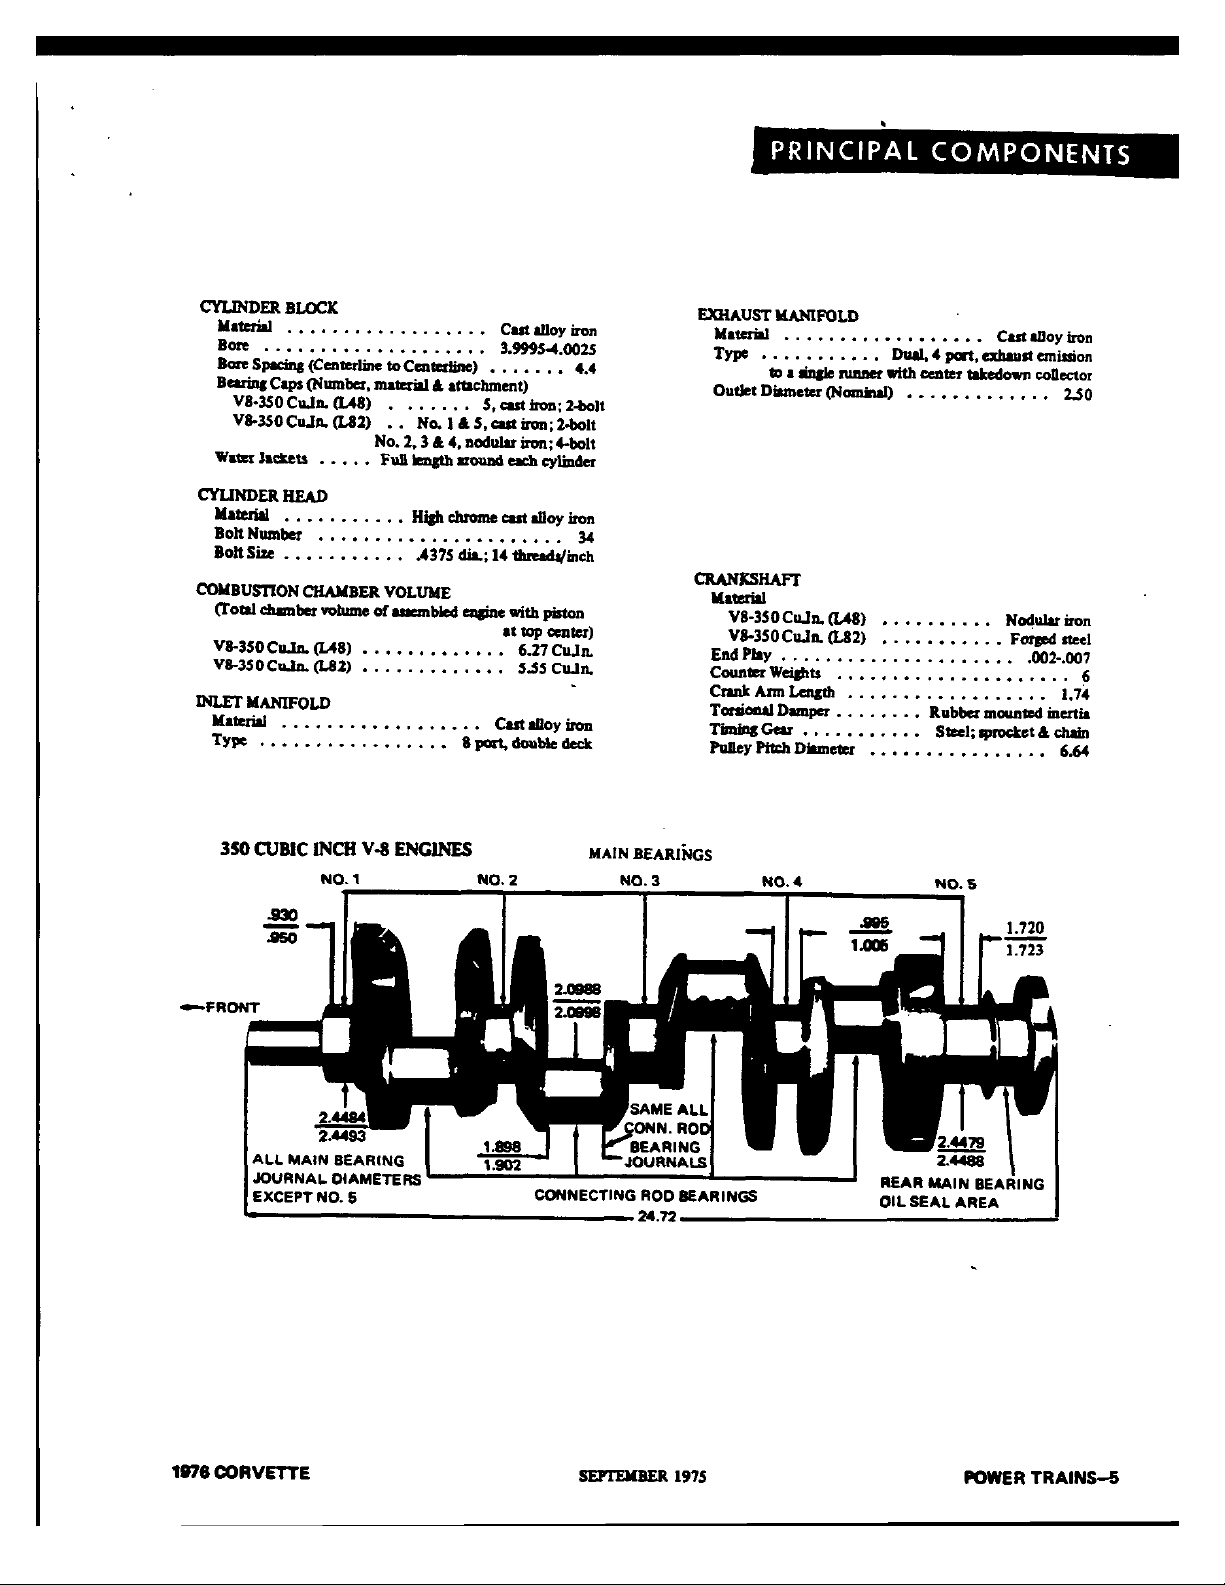 PRINCIPAL COMPONENTS
CYLINDER BLOCK
Material . . . . . . . . . . . . . . . . . . Cast alloy iron
Bore . . . . . . . . . . . . . . . . . . . . 3.9995-4.0025
Bore Spacing (Centerline to Centerline) . . . . . . . 4.4
Bearing Caps (Number, material & attachment)
V8-350 Cu.In. (L48) . . . . . . . 5, cast iron; 2-bolt
V8-350 Cu.In. (L82) . . No. 1 & 5, cast iron; 2-bolt
No. 2, 3 & 4, nodular iron; 4-bolt
Water Jackets . . . . . Full length around each cylinder
CYLINDER HEAD
Material . . . . . . . . . . . High chrome cast alloy iron
Bolt Number . . . . . . . . . . . . . . . . . . . . . . 34
Bolt Size . . . . . . . . . . . .4375 dia.; 14 threads/inch
COMBUSTION CHAMBER VOLUME
(Total chamber volume of assembled engine with piston
at top center)
V8-350 Cu.In. (L48) . . . . . . . . . . . . . 6.27 Cu.In.
V8-350 Cu.In. (L82) . . . . . . . . . . . . . 5.55 Cu.In.
INLET MANIFOLD
Material . . . . . . . . . . . . . . . . . . Cast alloy iron
Type . . . . . . . . . . . . . . . . . 8 port, double deck
EXHAUST MANIFOLD
Material . . . . . . . . . . . . . . . . . . Cast alloy iron
Type . . . . . . . . . . . Dual, 4 port, exhaust emission
to a single runner with center takedown collector
Outlet Diameter (Nominal) . . . . . . . . . . . . . 2.50
CRANKSHAFT
Material
V8-350 Cu.In. (L48) . . . . . . . . . . Nodular iron
V8-350 Cu.In. (L82) . . . . . . . . . . . Forged steel
End Play . . . . . . . . . . . . . . . . . . . . . .002-.007
Counter Weights . . . . . . . . . . . . . . . . . . . . . 6
Crank Arm Length . . . . . . . . . . . . . . . . . . 1.74
Torsional Damper . . . . . . . . Rubber mounted inertia
Timing Gear . . . . . . . . . . . Steel; sprocket & chain
Pulley Pitch Diameter . . . . . . . . . . . . . . . . 6.64
350 CUBIC INCH V-8 ENGINES
MAIN BEARINGS
NO. 1 NO. 2 NO. 3 NO. 4 NO. 5
.930
.950
.995
1.005
1.720
1.723
2.0988
2.0998
FRONT
2.4484
2.4493
SAME ALL
CONN. ROD
BEARING
JOURNALS
1.898
1.902
2.4479
2.4488
ALL MAIN BEARING
JOURNAL DIAMETERS
EXCEPT NO. 5
CONNECTING ROD BEARINGS
REAR MAIN BEARING
OIL SEAL AREA
24.72
1976 CORVETTE SEPTEMBER 1975 POWER TRAINS-5